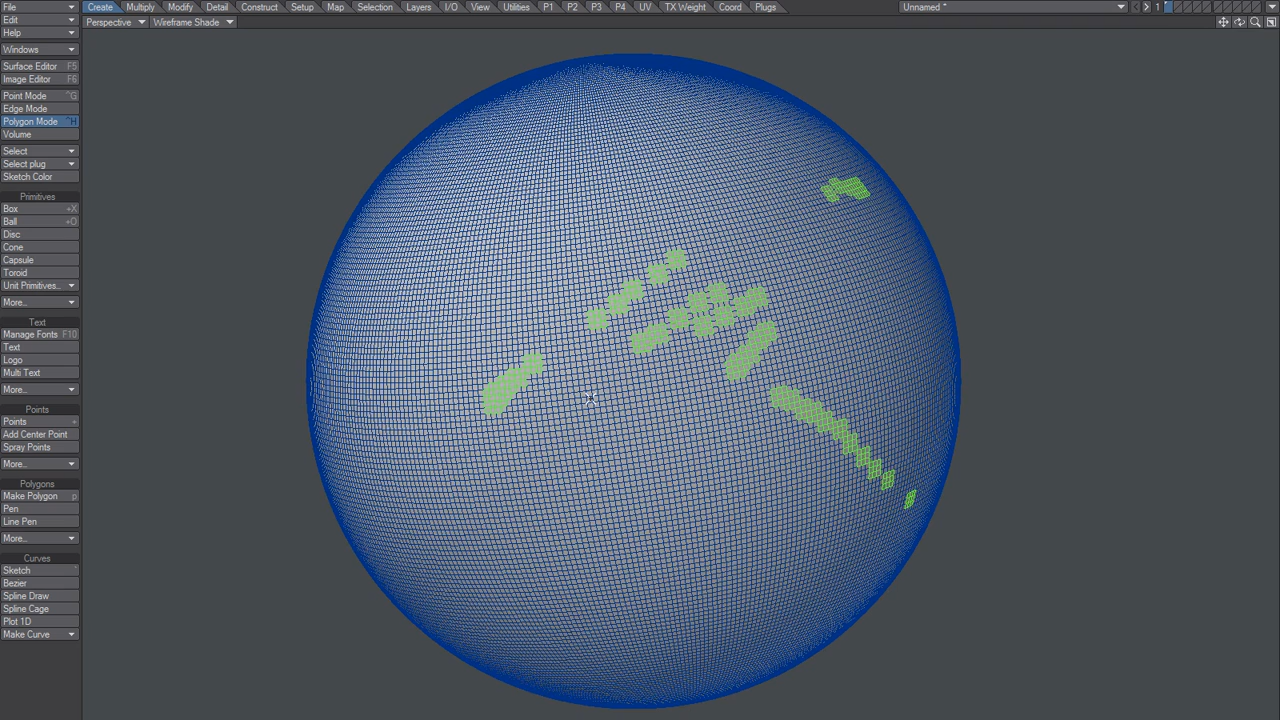 File
Create Multiply Modify Detail Construct Setup Map Selection Layers I/O View Utilities P1 P2 P3 P4 UV TX Weight Coord Plugs Unnamed * 1
Edit
Perspective Wireframe Shade
Help
Windows
Surface Editor F5
Image Editor F6
Point Mode ^G
Edge Mode
Polygon Mode ^H
Volume
Select
Select plug
Sketch Color
Primitives
Box +X
Ball +O
Disc
Cone
Capsule
Toroid
Unit Primitives...
More...
Text
Manage Fonts F10
Text
Logo
Multi Text
More...
Points
Points +
Add Center Point
Spray Points
More...
Polygons
Make Polygon p
Pen
Line Pen
More...
Curves
Sketch `
Bezier
Spline Draw
Spline Cage
Plot 1D
Make Curve